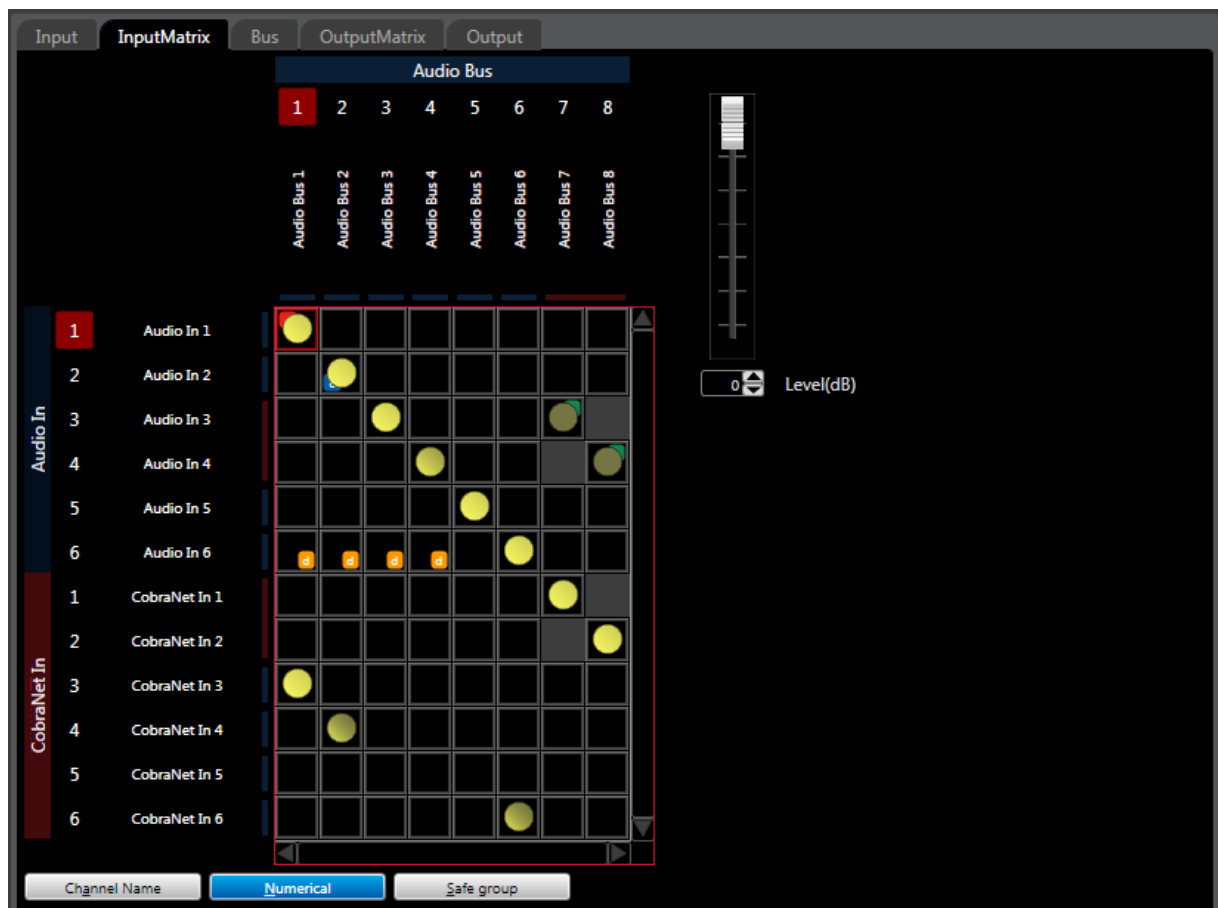 Input InputMatrix Bus OutputMatrix Output
Audio Bus
1 2 3 4 5 6 7 8
Audio Bus 1 Audio Bus 2 Audio Bus 3 Audio Bus 4 Audio Bus 5 Audio Bus 6 Audio Bus 7 Audio Bus 8
0 Level(dB)
Audio In
1 Audio In 1
2 Audio In 2
3 Audio In 3
4 Audio In 4
5 Audio In 5
6 Audio In 6 d d d d
CobraNet In
1 CobraNet In 1
2 CobraNet In 2
3 CobraNet In 3
4 CobraNet In 4
5 CobraNet In 5
6 CobraNet In 6
Channel Name Numerical Safe group